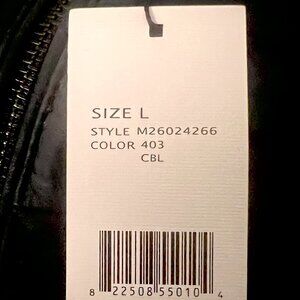 SIZE L
STYLE M26024266
COLOR 403
CBL
8 22508 55010 4